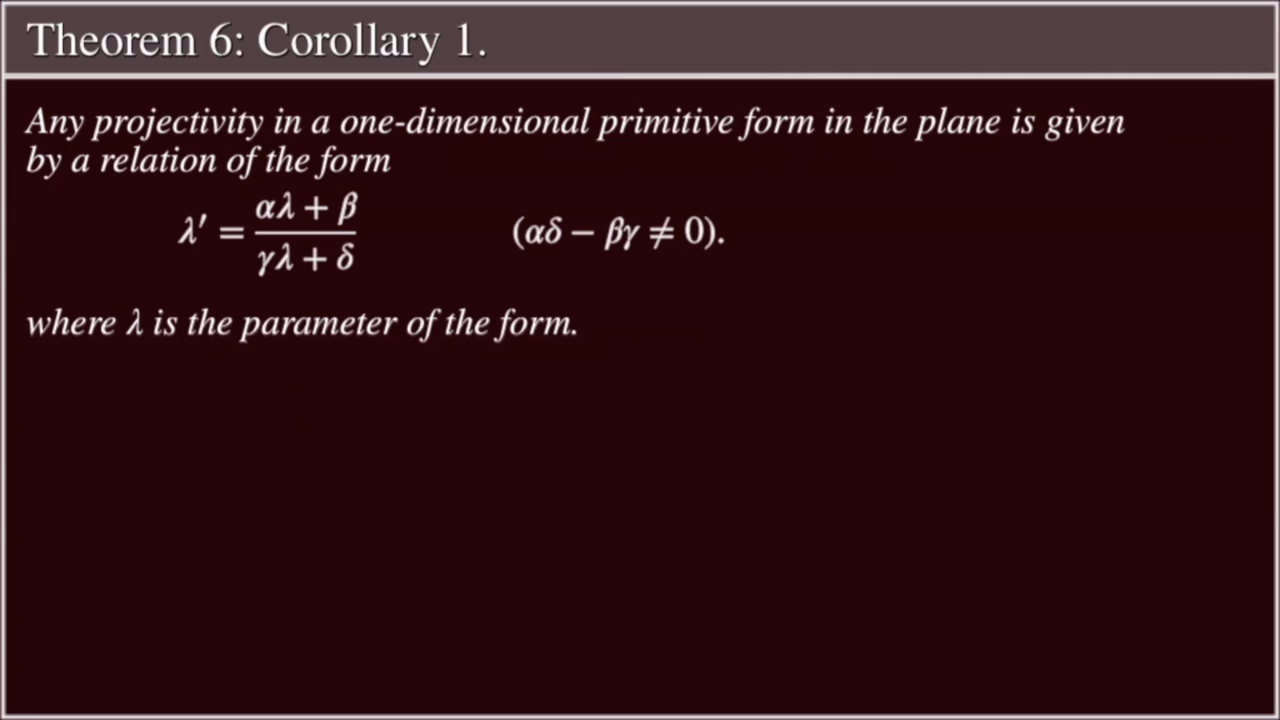 Theorem 6: Corollary 1.
Any projectivity in a one-dimensional primitive form in the plane is given
by a relation of the form
λ′ = (αλ + β)/(γλ + δ) (αδ − βγ ≠ 0).
where λ is the parameter of the form.